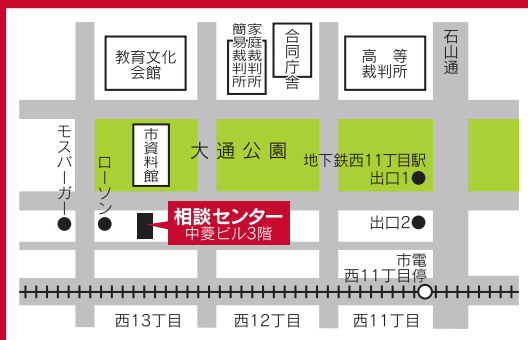 教育文化
会館
簡易裁判所
家庭裁判所
合同庁舎
高等
裁判所
石山通
市資料館
大通公園
地下鉄西11丁目駅
出口1
モスバーガー
ローソン
相談センター
中菱ビル3階
出口2
市電
西11丁目停
西13丁目
西12丁目
西11丁目